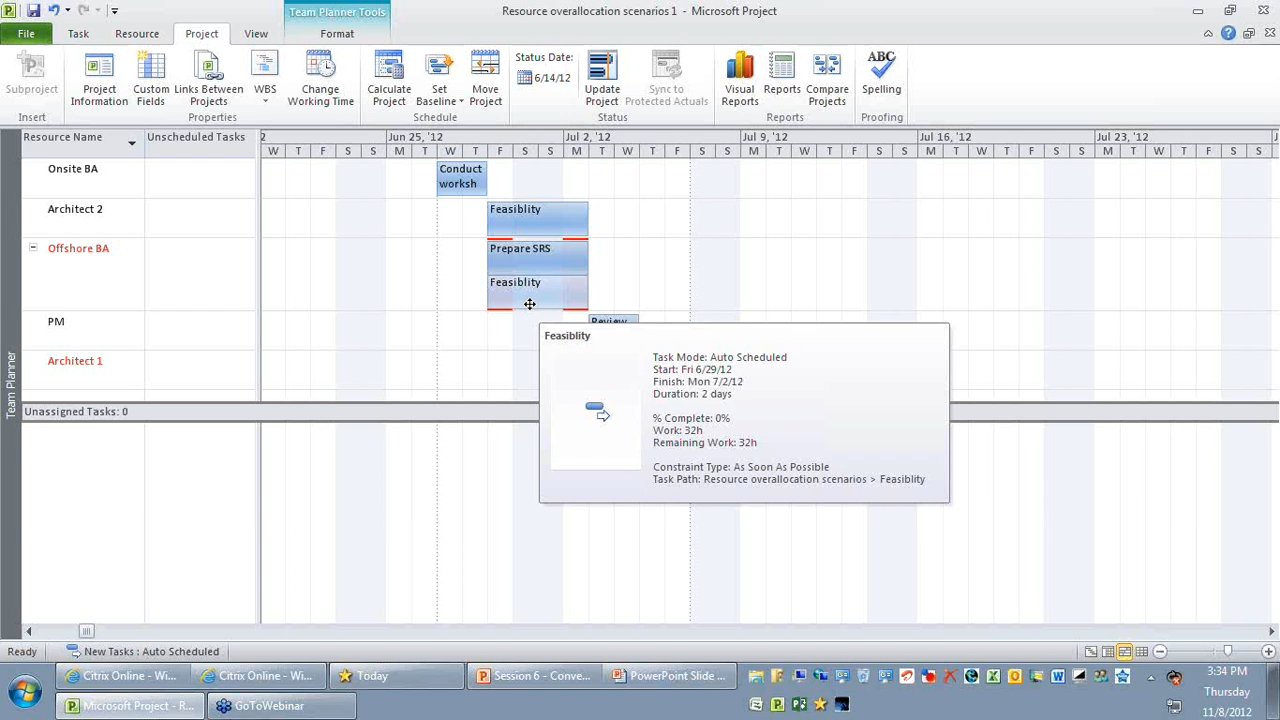 Team Planner Tools
Resource overallocation scenarios 1 - Microsoft Project
File
Task
Resource
Project
View
Format
Subproject
Project Information
Custom Fields
Links Between Projects
WBS
Change Working Time
Calculate Project
Set Baseline
Move Project
Status Date:
6/14/12
Update Project
Sync to Protected Actuals
Visual Reports
Reports
Compare Projects
ABC
Spelling
Insert
Properties
Schedule
Status
Reports
Proofing
Resource Name
Unscheduled Tasks
2
Jun 25, '12
Jul 2, '12
Jul 9, '12
Jul 16, '12
Jul 23, '12
W T F S S M T W T F S S M T W T F S S M T W T F S S M T W T F S S M T W T F S S
Onsite BA
Conduct
worksh
Architect 2
Feasiblity
Offshore BA
Prepare SRS
Feasiblity
PM
Review
Architect 1
Unassigned Tasks: 0
Team Planner
Feasiblity
Task Mode: Auto Scheduled
Start: Fri 6/29/12
Finish: Mon 7/2/12
Duration: 2 days
% Complete: 0%
Work: 32h
Remaining Work: 32h
Constraint Type: As Soon As Possible
Task Path: Resource overallocation scenarios > Feasiblity
Ready
New Tasks : Auto Scheduled
Citrix Online - Wi...
Citrix Online - Wi...
Today
Session 6 - Conve...
PowerPoint Slide ...
Microsoft Project - R...
GoToWebinar
3:34 PM
Thursday
11/8/2012